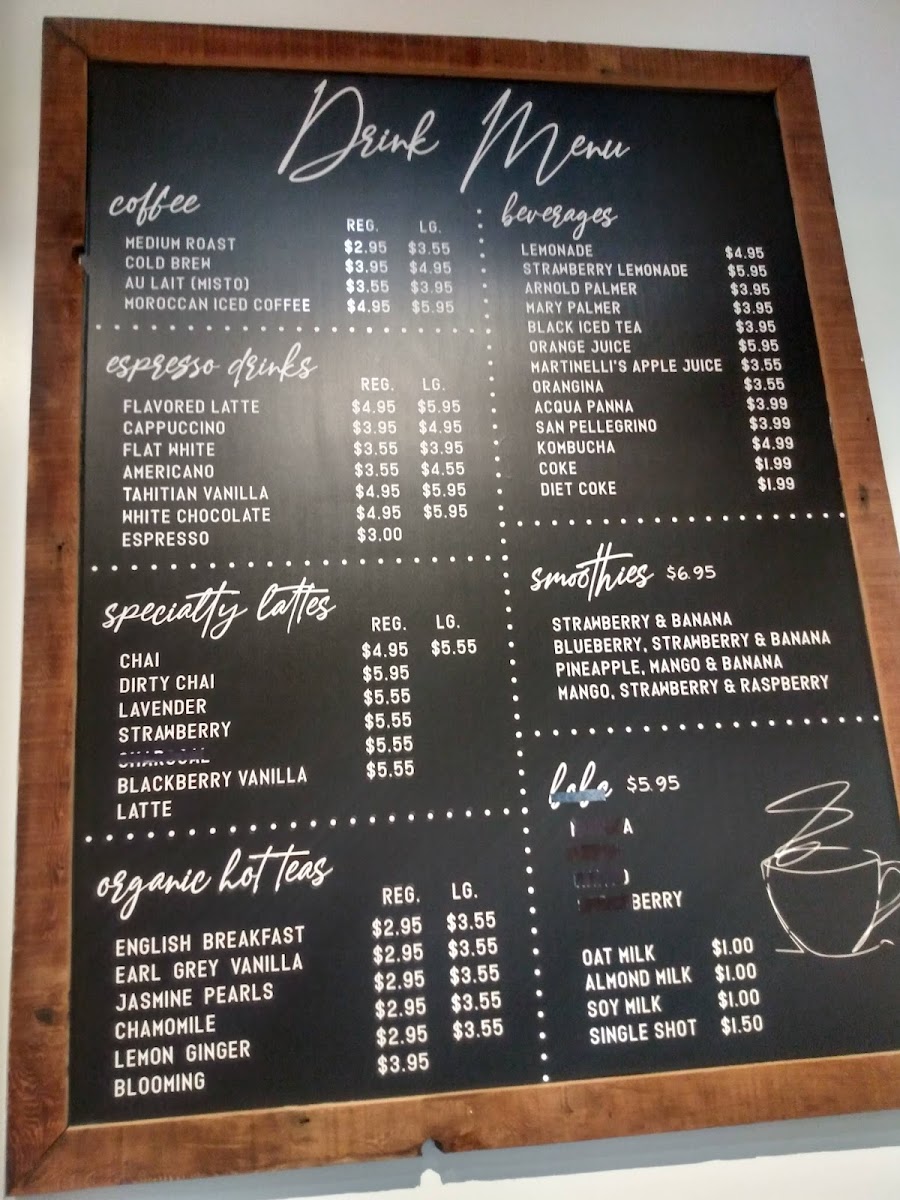 Drink Menu
coffee
REG. LG.
MEDIUM ROAST $2.95 $3.55
COLD BREW $3.95 $4.95
AU LAIT (MISTO) $3.55 $3.95
MOROCCAN ICED COFFEE $4.95 $5.95
espresso drinks
REG. LG.
FLAVORED LATTE $4.95 $5.95
CAPPUCCINO $3.95 $4.95
FLAT WHITE $3.55 $3.95
AMERICANO $3.55 $4.55
TAHITIAN VANILLA $4.95 $5.95
WHITE CHOCOLATE $4.95 $5.95
ESPRESSO $3.00
specialty lattes
REG. LG.
CHAI $4.95 $5.55
DIRTY CHAI $5.95
LAVENDER $5.55
STRAWBERRY $5.55
CHARCOAL $5.55
BLACKBERRY VANILLA $5.55
LATTE
organic hot teas
REG. LG.
ENGLISH BREAKFAST $2.95 $3.55
EARL GREY VANILLA $2.95 $3.55
JASMINE PEARLS $2.95 $3.55
CHAMOMILE $2.95 $3.55
LEMON GINGER $2.95 $3.55
BLOOMING $3.95
beverages
LEMONADE $4.95
STRAWBERRY LEMONADE $5.95
ARNOLD PALMER $3.95
MARY PALMER $3.95
BLACK ICED TEA $3.95
ORANGE JUICE $5.95
MARTINELLI'S APPLE JUICE $3.55
ORANGINA $3.55
ACQUA PANNA $3.99
SAN PELLEGRINO $3.99
KOMBUCHA $4.99
COKE $1.99
DIET COKE $1.99
smoothies $6.95
STRAWBERRY & BANANA
BLUEBERRY, STRAWBERRY & BANANA
PINEAPPLE, MANGO & BANANA
MANGO, STRAWBERRY & RASPBERRY
$5.95
BERRY
OAT MILK $1.00
ALMOND MILK $1.00
SOY MILK $1.00
SINGLE SHOT $1.50